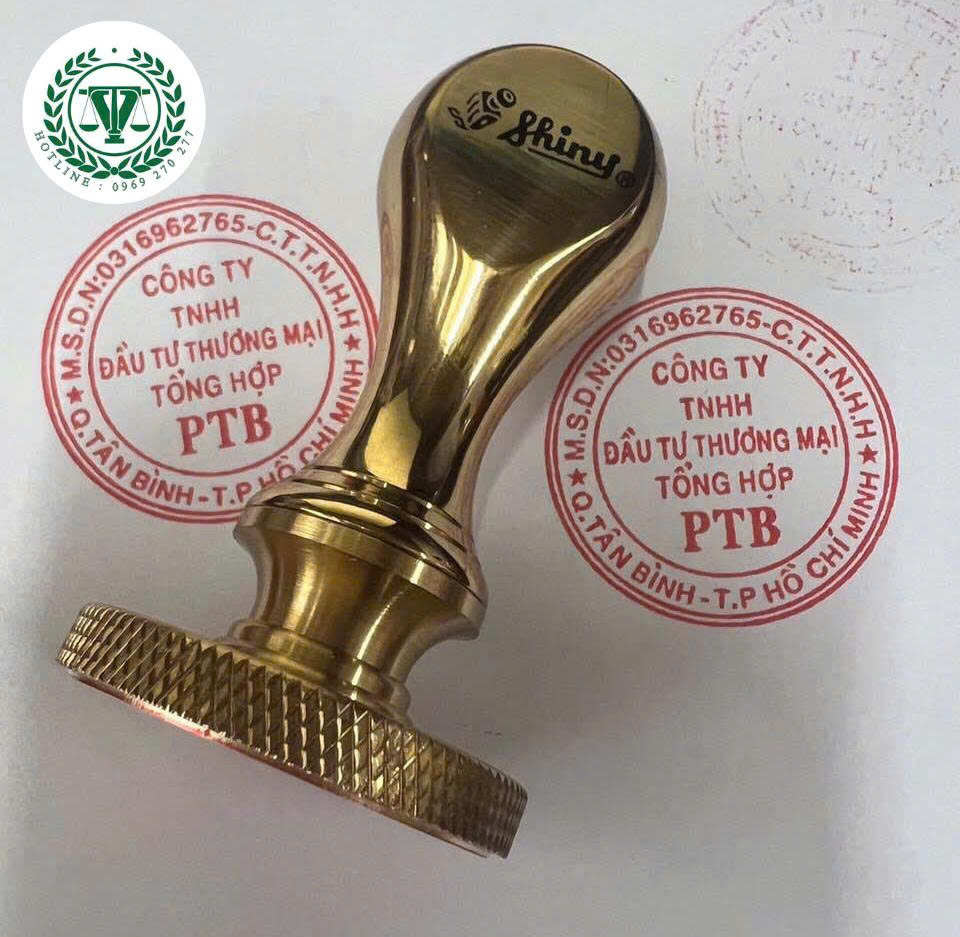 HOTLINE : 0969 270 277
Shiny®
M.S.D.N:0316962765-C.T.T.N.H.H
CÔNG TY
TNHH
ĐẦU TƯ THƯƠNG MẠI
TỔNG HỢP
PTB
Q.TÂN BÌNH-T.P HỒ CHÍ MINH
M.S.D.N:0316962765-C.T.T.N.H.H
CÔNG TY
TNHH
ĐẦU TƯ THƯƠNG MẠI
TỔNG HỢP
PTB
Q.TÂN BÌNH-T.P HỒ CHÍ MINH